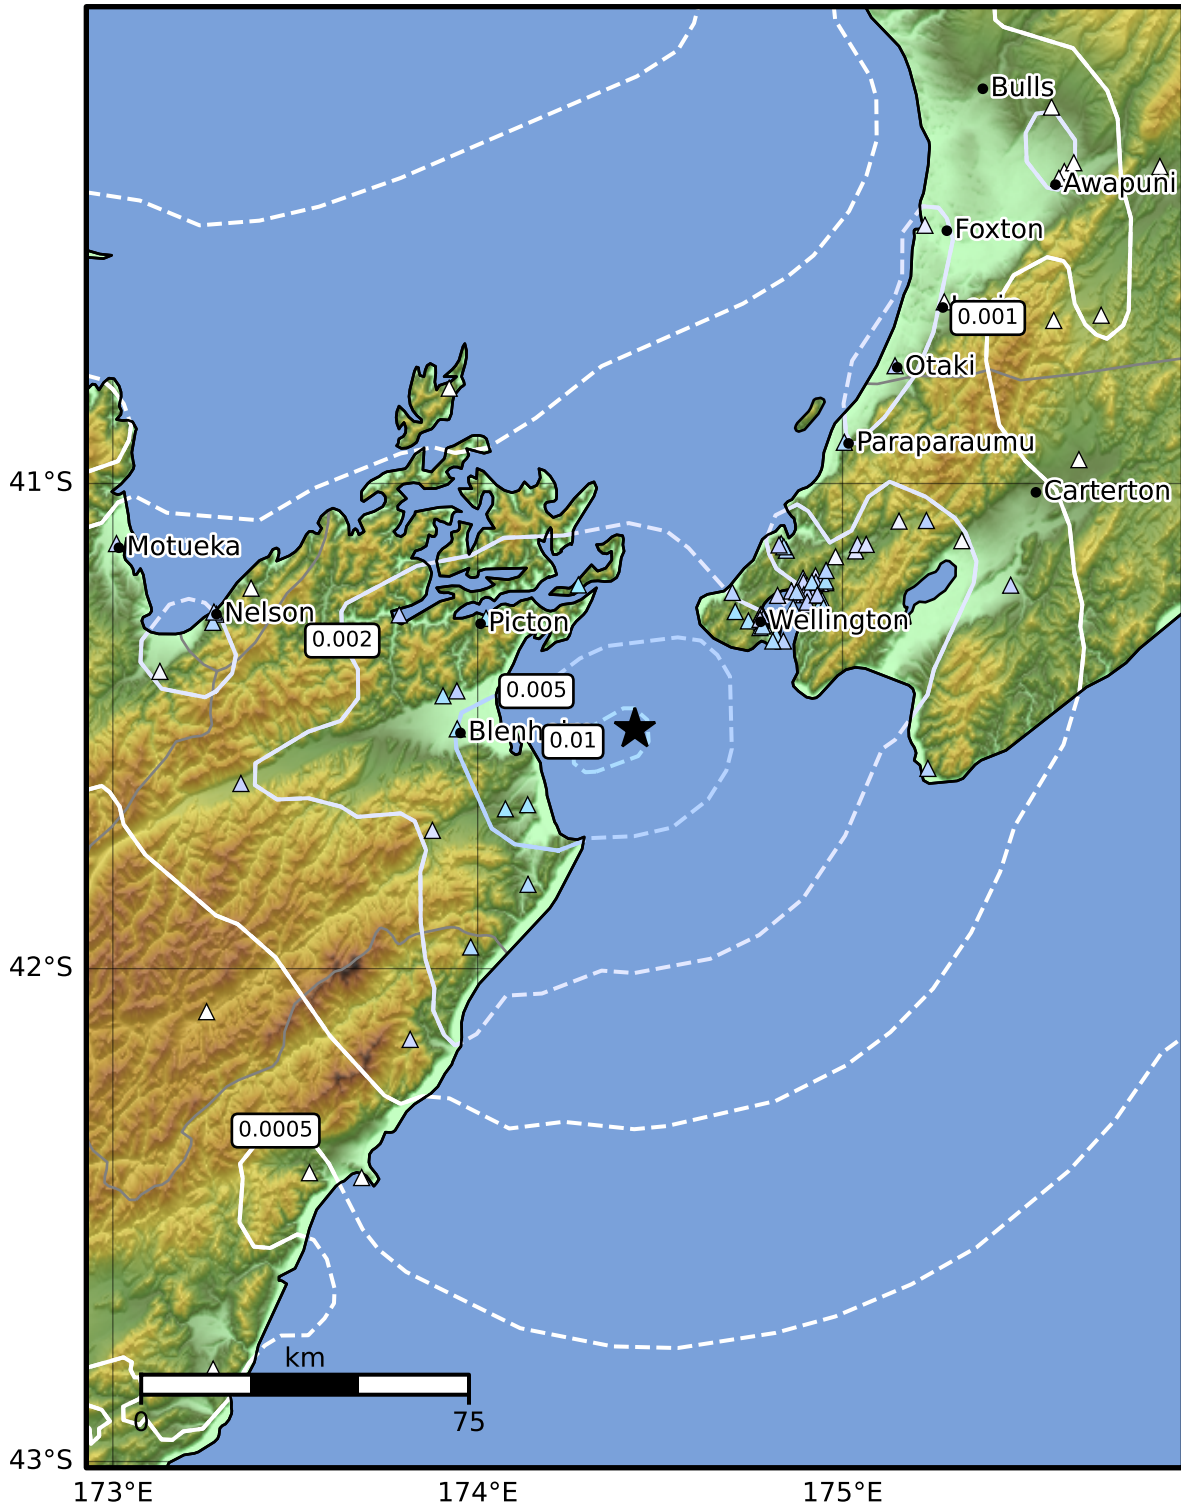 Bulls
Awapuni
Foxton
0.001
Otaki
Paraparaumu
41°S
Carterton
Motueka
Nelson
Picton
Wellington
0.002
0.005
0.01
42°S
0.0005
km
0
75
43°S
173°E
174°E
175°E